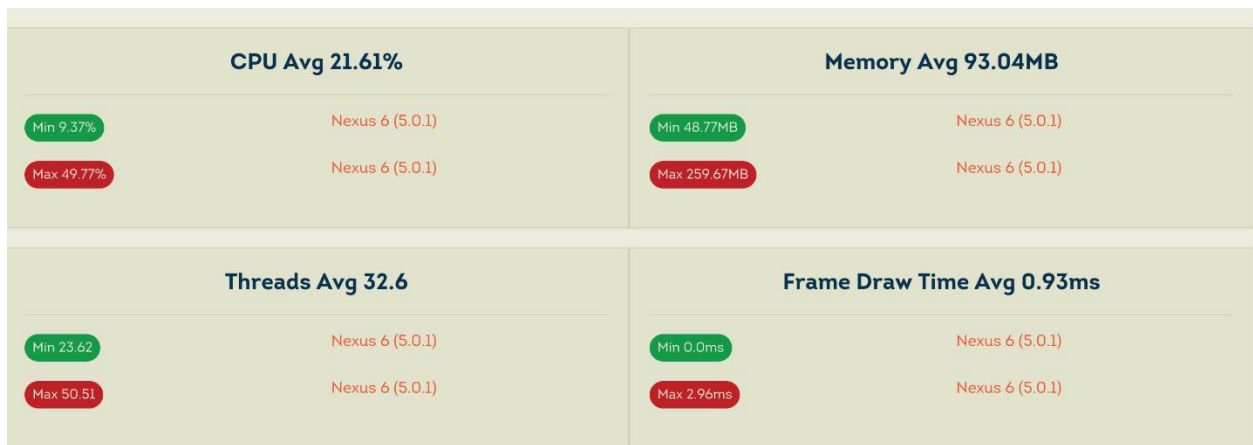 CPU Avg 21.61%
Min 9.37% Nexus 6 (5.0.1)
Max 49.77% Nexus 6 (5.0.1)
Memory Avg 93.04MB
Min 48.77MB Nexus 6 (5.0.1)
Max 259.67MB Nexus 6 (5.0.1)
Threads Avg 32.6
Min 23.62 Nexus 6 (5.0.1)
Max 50.51 Nexus 6 (5.0.1)
Frame Draw Time Avg 0.93ms
Min 0.0ms Nexus 6 (5.0.1)
Max 2.96ms Nexus 6 (5.0.1)